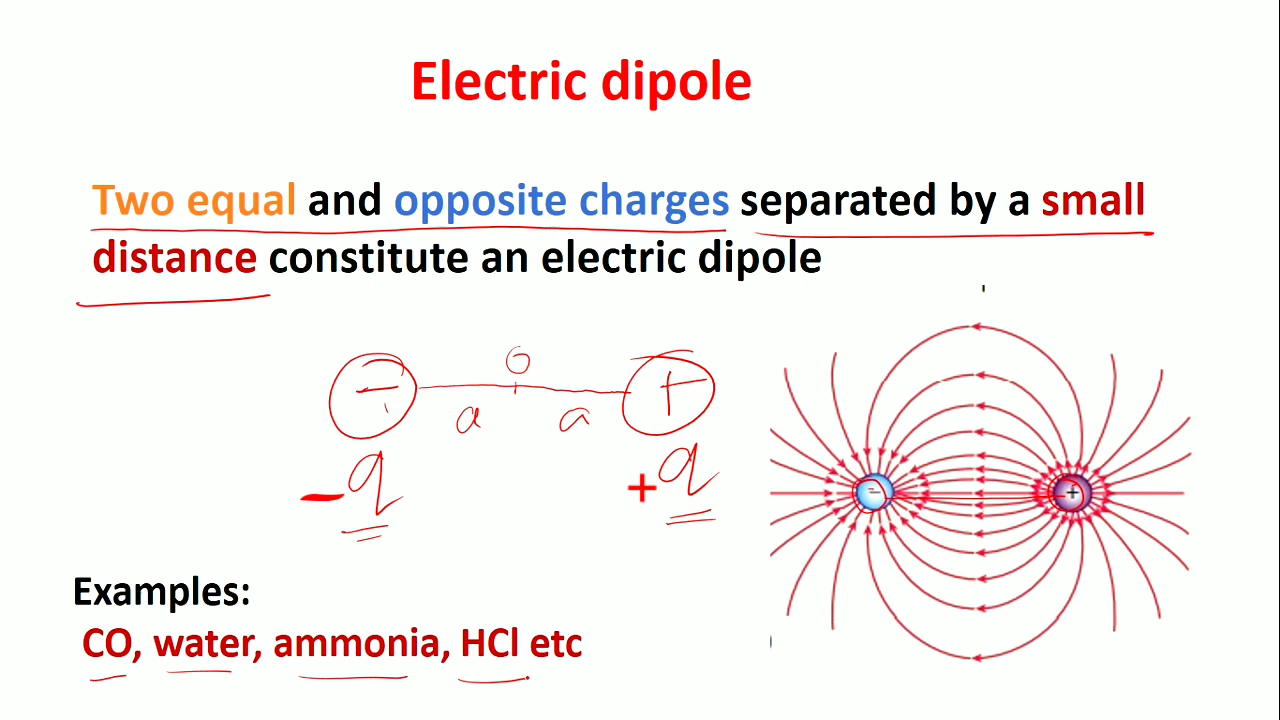 Electric dipole
Two equal and opposite charges separated by a small
distance constitute an electric dipole
− O +
a a
−q +q
− +
Examples:
CO, water, ammonia, HCl etc